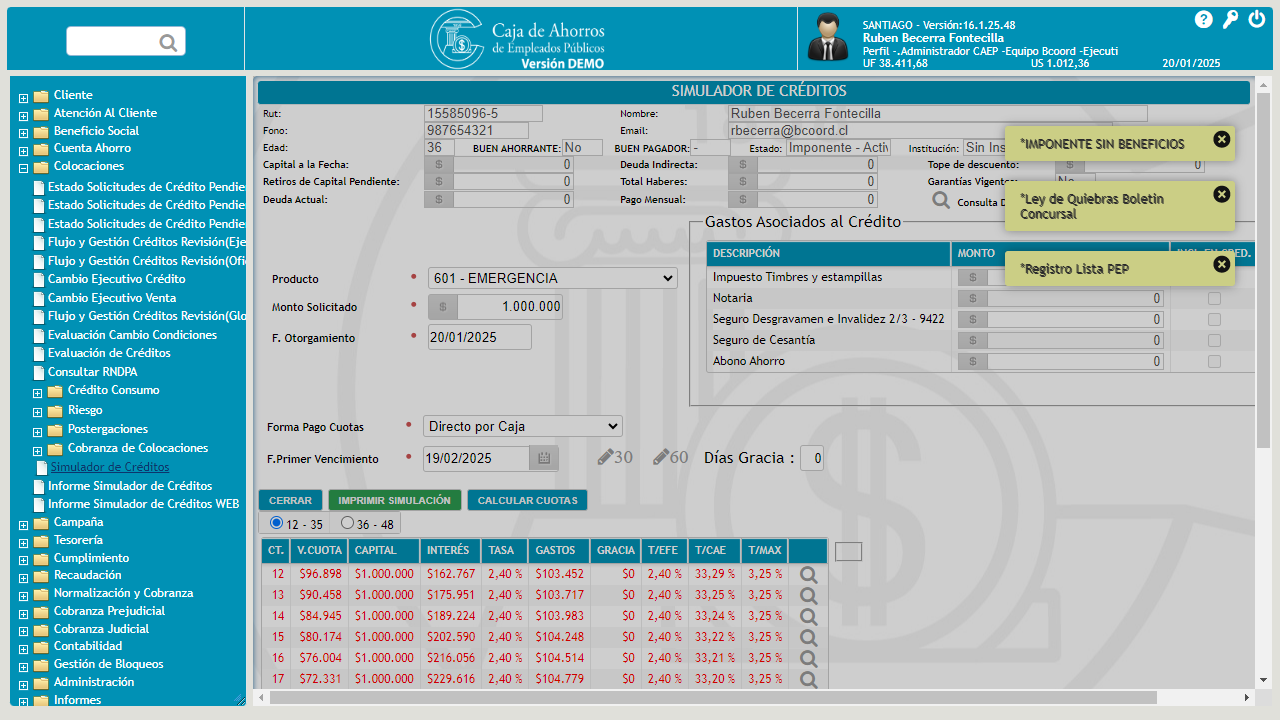 Caja de Ahorros
de Empleados Públicos
Versión DEMO
SANTIAGO - Versión:16.1.25.48
Ruben Becerra Fontecilla
Perfil -.Administrador CAEP -Equipo Bcoord -Ejecuti
UF 38.411,68 US 1.012,36 20/01/2025
Cliente
Atención Al Cliente
Beneficio Social
Cuenta Ahorro
Colocaciones
Estado Solicitudes de Crédito Pendie
Estado Solicitudes de Crédito Pendie
Estado Solicitudes de Crédito Pendie
Flujo y Gestión Créditos Revisión(Eje
Flujo y Gestión Créditos Revisión(Ofi
Cambio Ejecutivo Crédito
Cambio Ejecutivo Venta
Flujo y Gestión Créditos Revisión(Glo
Evaluación Cambio Condiciones
Evaluación de Créditos
Consultar RNDPA
Crédito Consumo
Riesgo
Postergaciones
Cobranza de Colocaciones
Simulador de Créditos
Informe Simulador de Créditos
Informe Simulador de Créditos WEB
Campaña
Tesorería
Cumplimiento
Recaudación
Normalización y Cobranza
Cobranza Prejudicial
Cobranza Judicial
Contabilidad
Gestión de Bloqueos
Administración
Informes
SIMULADOR DE CRÉDITOS
Rut: 15585096-5 Nombre: Ruben Becerra Fontecilla
Fono: 987654321 Email: rbecerra@bcoord.cl
Edad: 36 BUEN AHORRANTE: No BUEN PAGADOR: - Estado: Imponente - Activ Institución: Sin Ins
Capital a la Fecha: $ 0 Deuda Indirecta: $ 0 Tope de descuento: $ 0
Retiros de Capital Pendiente: $ 0 Total Haberes: $ 0 Garantías Vigentes: No
Deuda Actual: $ 0 Pago Mensual: $ 0 Consulta D
*IMPONENTE SIN BENEFICIOS
*Ley de Quiebras Boletin
Concursal
*Registro Lista PEP
Gastos Asociados al Crédito
DESCRIPCIÓN MONTO INCL. EN CRED.
Impuesto Timbres y estampillas $
Notaria $ 0
Seguro Desgravamen e Invalidez 2/3 - 9422 $ 0
Seguro de Cesantía $ 0
Abono Ahorro $ 0
Producto * 601 - EMERGENCIA
Monto Solicitado * $ 1.000.000
F. Otorgamiento * 20/01/2025
Forma Pago Cuotas * Directo por Caja
F.Primer Vencimiento * 19/02/2025 30 60 Días Gracia : 0
CERRAR IMPRIMIR SIMULACIÓN CALCULAR CUOTAS
12 - 35 36 - 48
CT. V.CUOTA CAPITAL INTERÉS TASA GASTOS GRACIA T/EFE T/CAE T/MAX
12 $96.898 $1.000.000 $162.767 2,40 % $103.452 $0 2,40 % 33,29 % 3,25 %
13 $90.458 $1.000.000 $175.951 2,40 % $103.717 $0 2,40 % 33,25 % 3,25 %
14 $84.945 $1.000.000 $189.224 2,40 % $103.983 $0 2,40 % 33,24 % 3,25 %
15 $80.174 $1.000.000 $202.590 2,40 % $104.248 $0 2,40 % 33,22 % 3,25 %
16 $76.004 $1.000.000 $216.056 2,40 % $104.514 $0 2,40 % 33,21 % 3,25 %
17 $72.331 $1.000.000 $229.616 2,40 % $104.779 $0 2,40 % 33,20 % 3,25 %